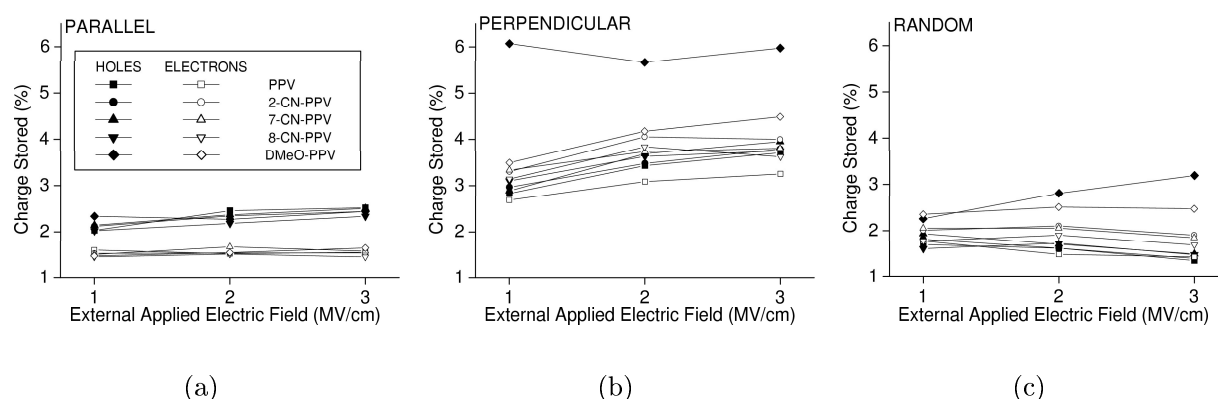 PARALLEL
6
5
4
3
2
1
Charge Stored (%)
HOLES ELECTRONS
PPV
2-CN-PPV
7-CN-PPV
8-CN-PPV
DMeO-PPV
1 2 3
External Applied Electric Field (MV/cm)
(a)
PERPENDICULAR
6
5
4
3
2
1
Charge Stored (%)
1 2 3
External Applied Electric Field (MV/cm)
(b)
RANDOM
6
5
4
3
2
1
Charge Stored (%)
1 2 3
External Applied Electric Field (MV/cm)
(c)